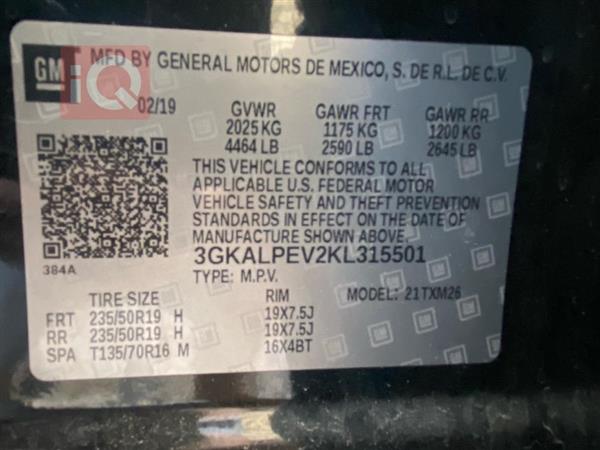 GM
iQ
MFD BY GENERAL MOTORS DE MEXICO, S. DE R.L. DE C.V.
02/19 GVWR GAWR FRT GAWR RR
2025 KG 1175 KG 1200 KG
4464 LB 2590 LB 2645 LB
THIS VEHICLE CONFORMS TO ALL
APPLICABLE U.S. FEDERAL MOTOR
VEHICLE SAFETY AND THEFT PREVENTION
STANDARDS IN EFFECT ON THE DATE OF
MANUFACTURE SHOWN ABOVE.
384A 3GKALPEV2KL315501
TYPE: M.P.V.
TIRE SIZE RIM MODEL: 21TXM26
FRT 235/50R19 H 19X7.5J
RR 235/50R19 H 19X7.5J
SPA T135/70R16 M 16X4BT